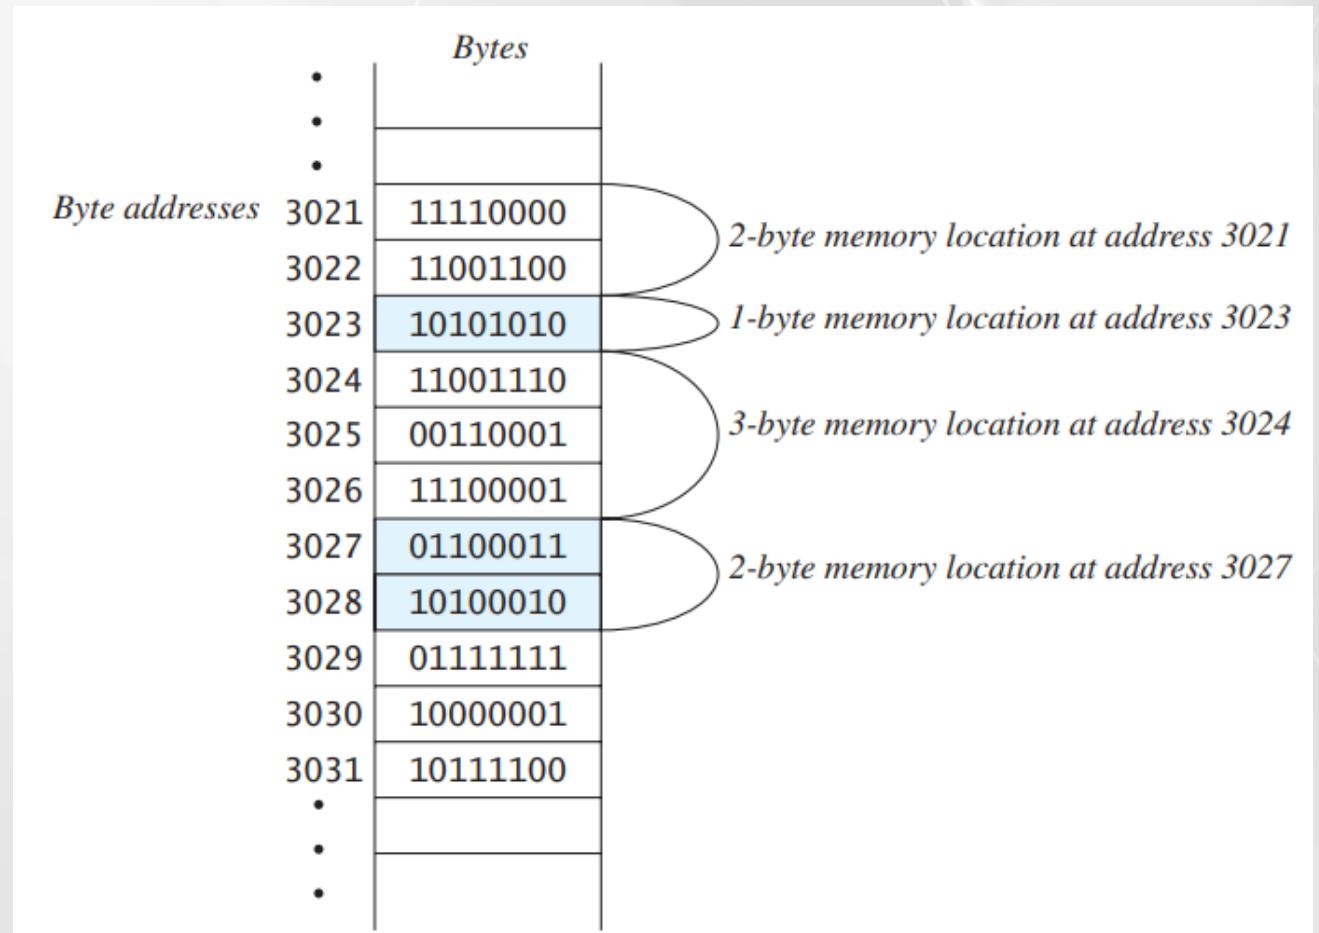 Bytes
Byte addresses 3021 11110000
2-byte memory location at address 3021
3022 11001100
3023 10101010 1-byte memory location at address 3023
3024 11001110
3025 00110001 3-byte memory location at address 3024
3026 11100001
3027 01100011 2-byte memory location at address 3027
3028 10100010
3029 01111111
3030 10000001
3031 10111100